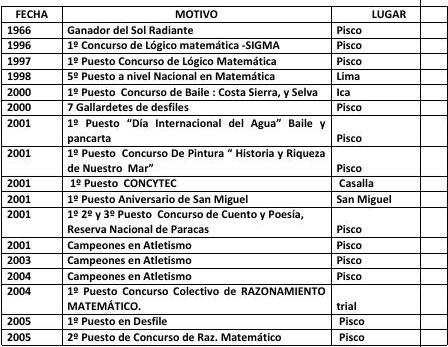 FECHA MOTIVO LUGAR
1966 Ganador del Sol Radiante Pisco
1996 1º Concurso de Lógico matemática -SIGMA Pisco
1997 1º Puesto Concurso de Lógico Matemática Pisco
1998 5º Puesto a nivel Nacional en Matemática Lima
2000 1º Puesto Concurso de Baile : Costa Sierra, y Selva Ica
2000 7 Gallardetes de desfiles Pisco
2001 1º Puesto “Día Internacional del Agua” Baile y
pancarta Pisco
2001 1º Puesto Concurso De Pintura “ Historia y Riqueza
de Nuestro Mar” Pisco
2001 1º Puesto CONCYTEC Casalla
2001 1º Puesto Aniversario de San Miguel San Miguel
2001 1º 2º y 3º Puesto Concurso de Cuento y Poesía,
Reserva Nacional de Paracas Pisco
2001 Campeones en Atletismo Pisco
2003 Campeones en Atletismo Pisco
2004 Campeones en Atletismo Pisco
2004 1º Puesto Concurso Colectivo de RAZONAMIENTO
MATEMÁTICO. trial
2005 1º Puesto en Desfile Pisco
2005 2º Puesto de Concurso de Raz. Matemático Pisco